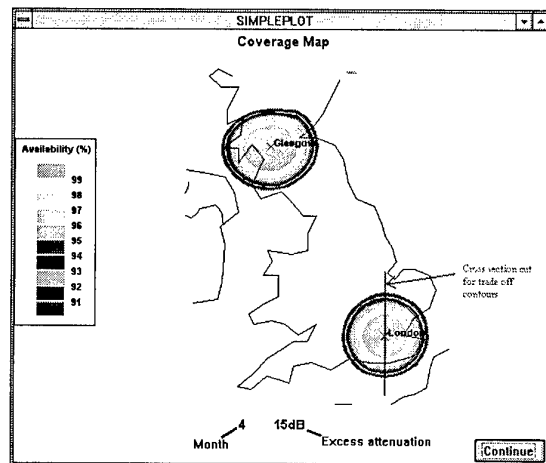 SIMPLEPLOT
Coverage Map
Glasgow
Availability (%)
99
98
97
96
95
94
93
92
91
Cross section cut
for trade off
contours
London
4 15dB
Month Excess attenuation
Continue